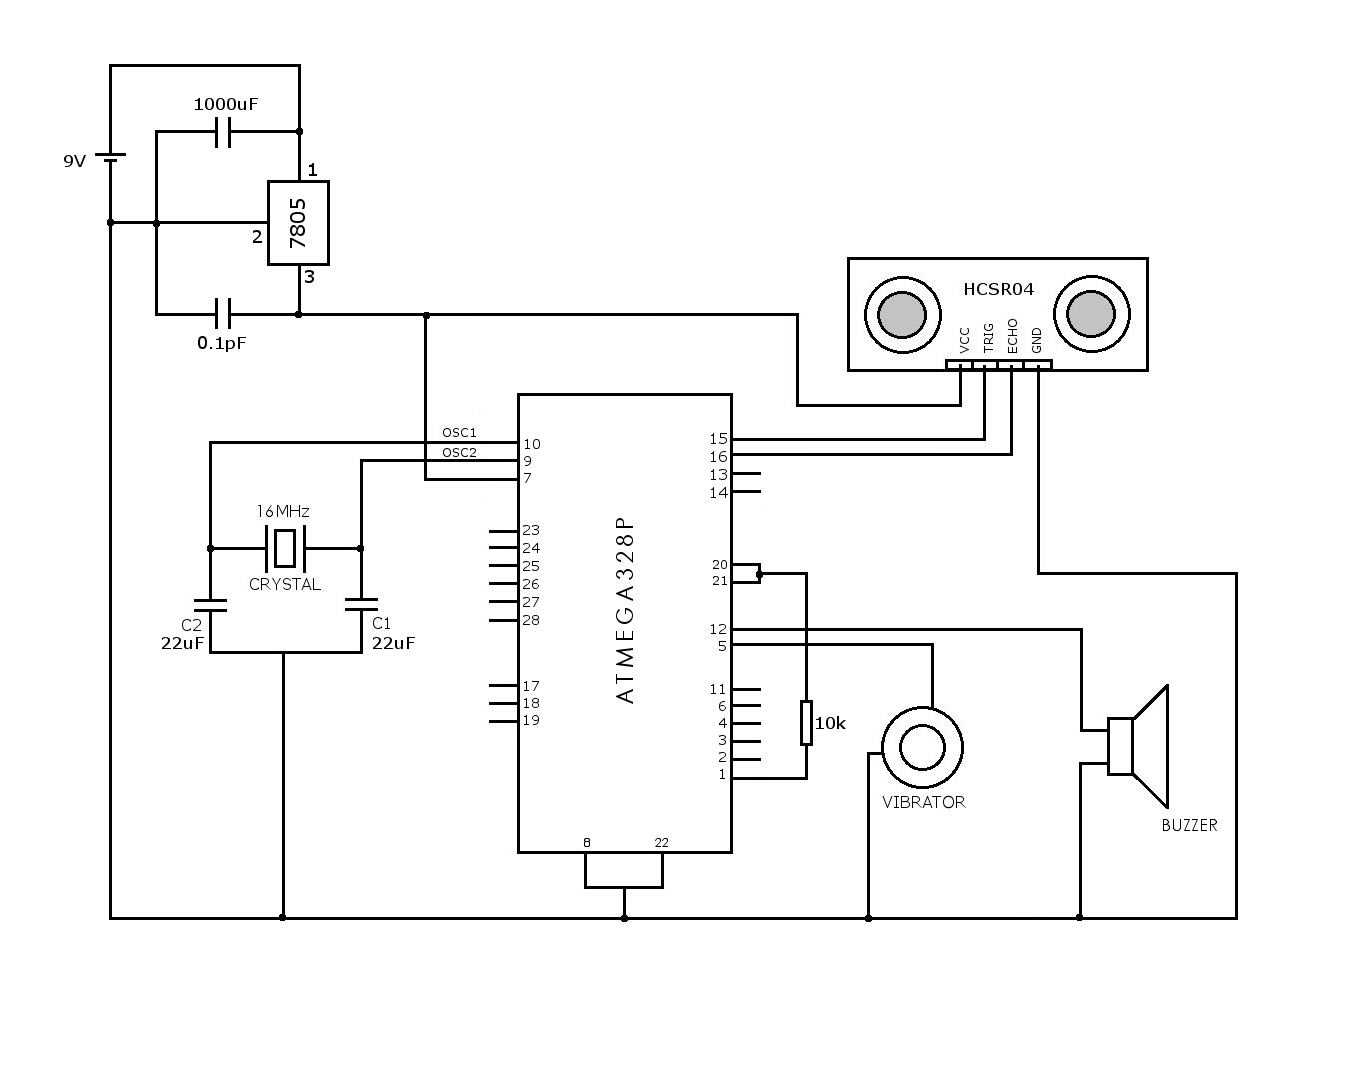 1000uF
9V
1
7805
2
3
0.1pF
HCSR04
VCC
TRIG
ECHO
GND
OSC1
OSC2
10
9
7
15
16
13
14
16MHz
CRYSTAL
23
24
25
26
27
28
ATMEGA328P
20
21
C2
22uF
C1
22uF
12
5
17
18
19
11
6
4
3
2
1
10k
VIBRATOR
BUZZER
8
22